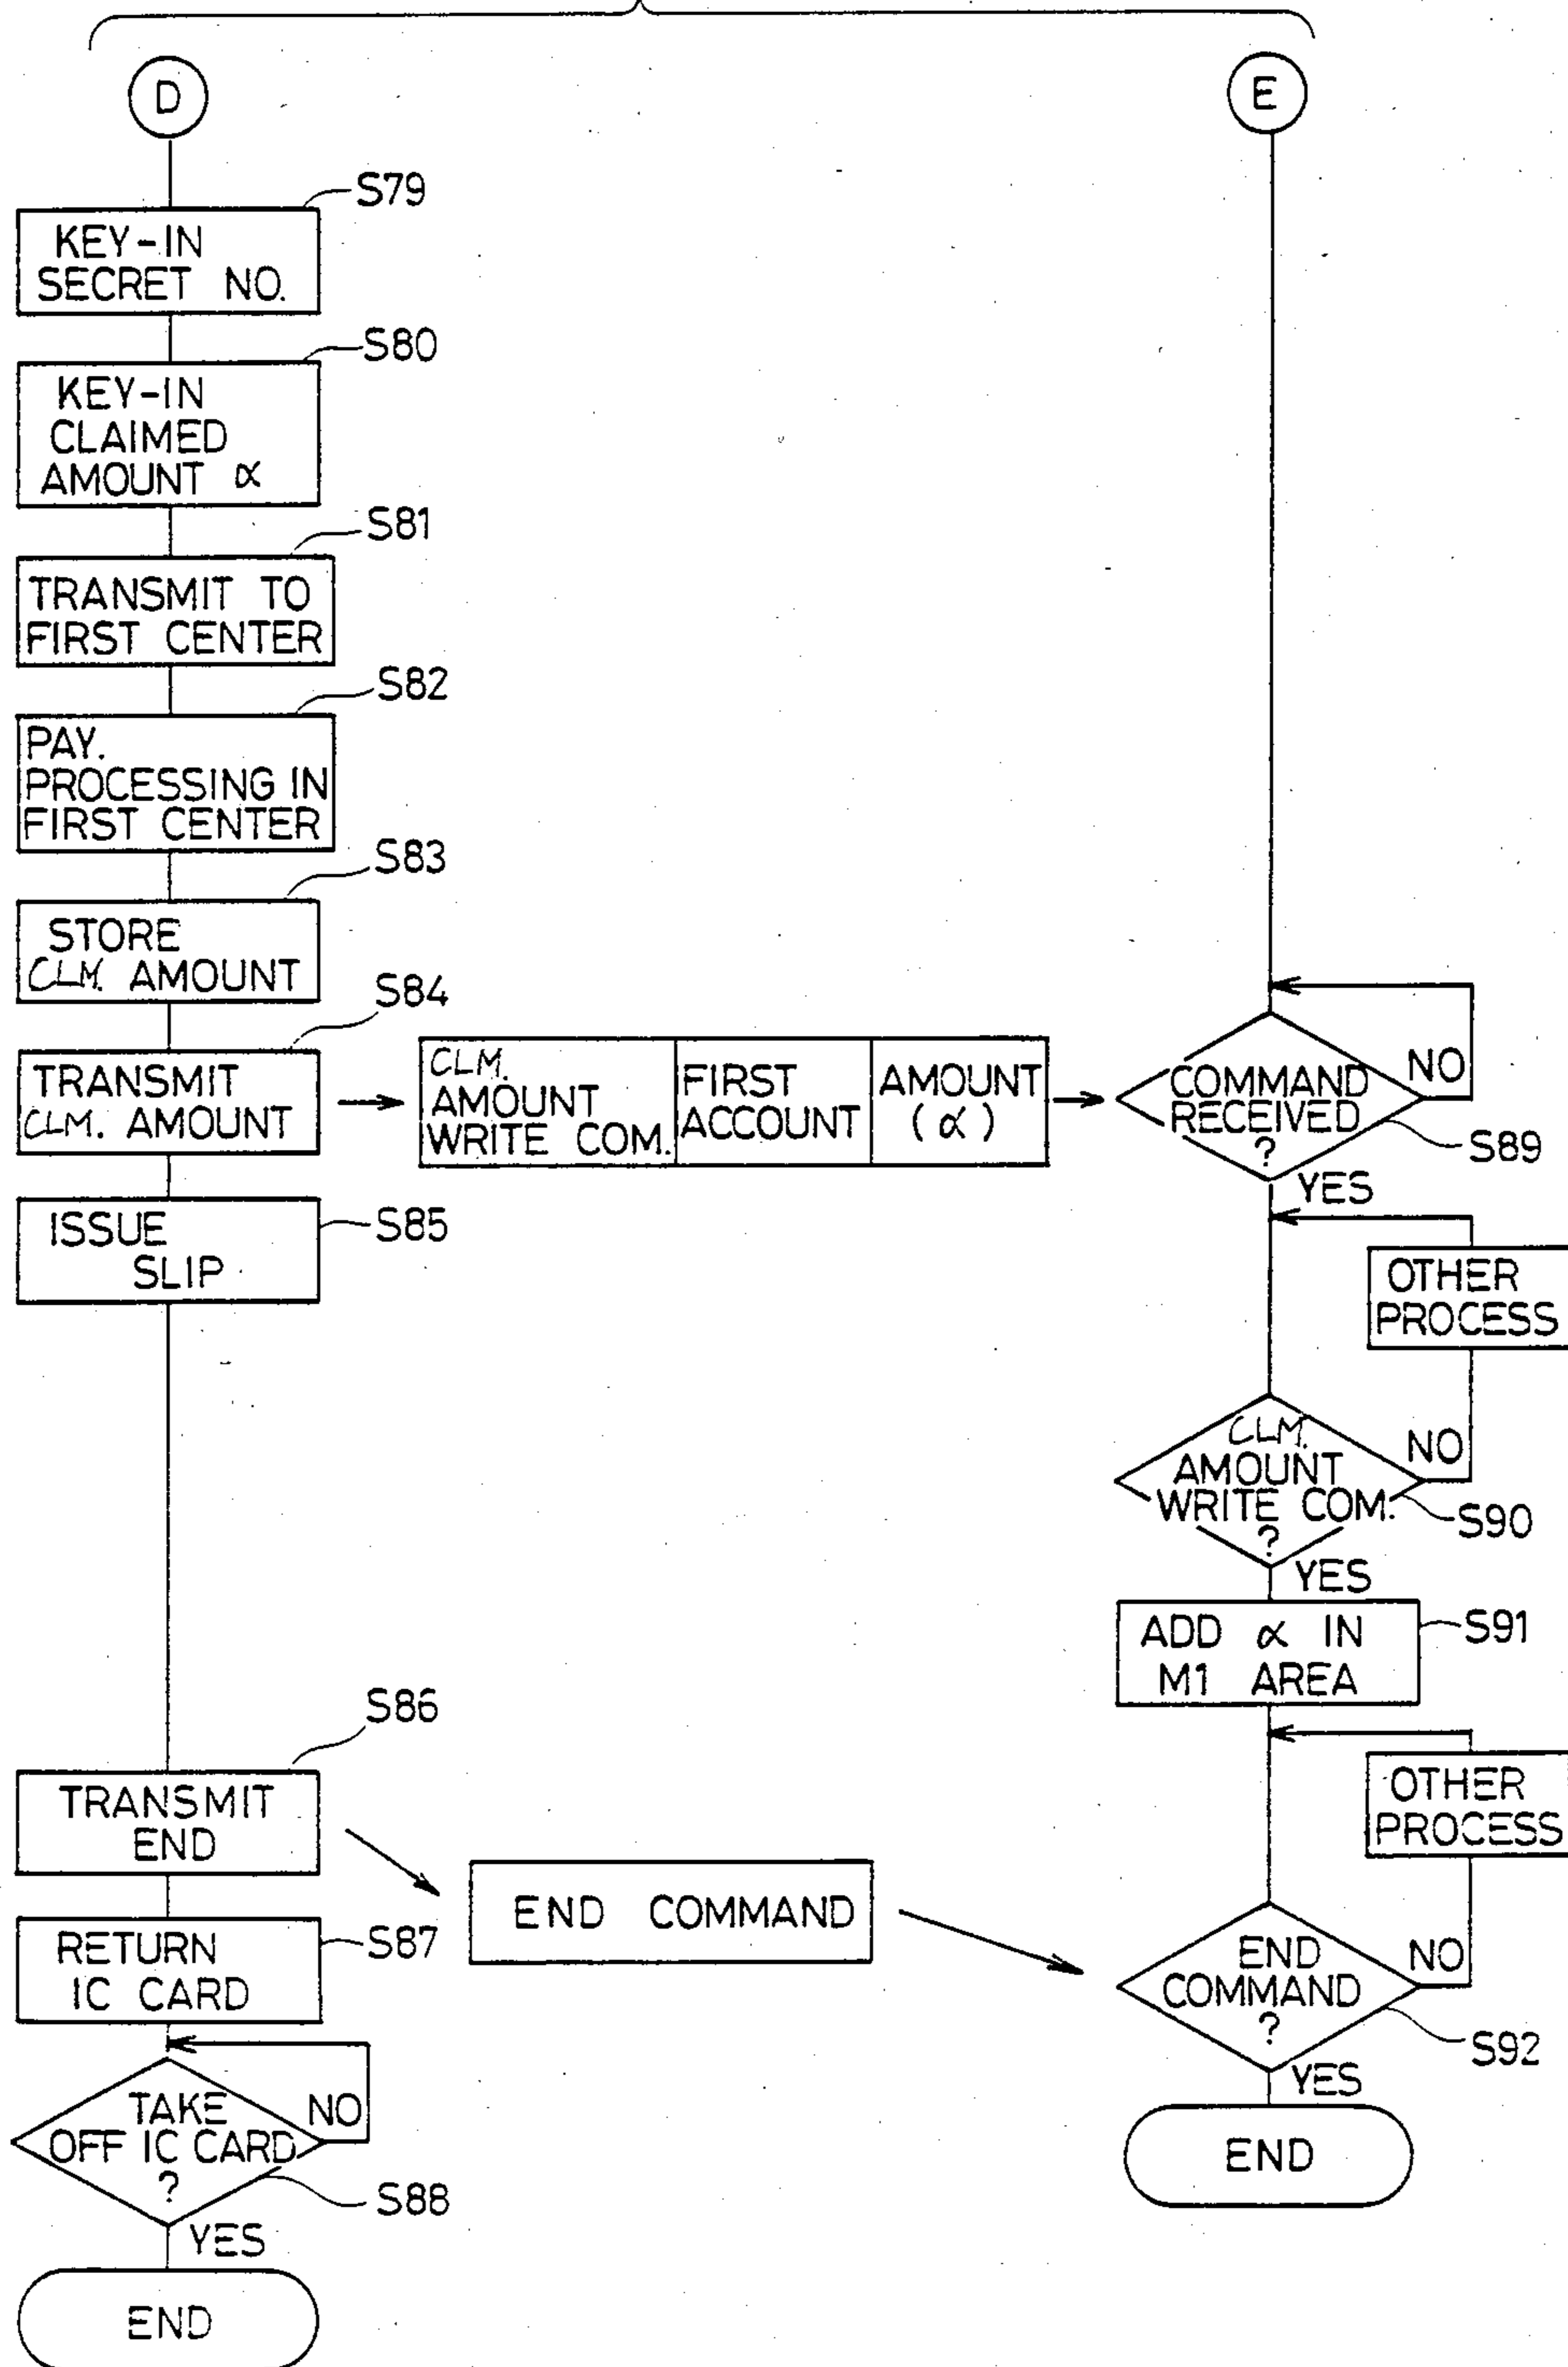 D
E
S79
KEY-IN
SECRET NO.
S80
KEY-IN
CLAIMED
AMOUNT α
S81
TRANSMIT TO
FIRST CENTER
S82
PAY.
PROCESSING IN
FIRST CENTER
S83
STORE
CLM. AMOUNT
S84
TRANSMIT
CLM. AMOUNT
CLM.
AMOUNT
WRITE COM.
FIRST
ACCOUNT
AMOUNT
(α)
COMMAND
RECEIVED
?
NO
S89
YES
ISSUE
SLIP
S85
OTHER
PROCESS
CLM.
AMOUNT
WRITE COM.
?
NO
S90
YES
ADD α IN
M1 AREA
S91
S86
TRANSMIT
END
OTHER
PROCESS
END COMMAND
RETURN
IC CARD
S87
END
COMMAND
?
NO
S92
YES
END
TAKE
OFF IC CARD
?
NO
S88
YES
END